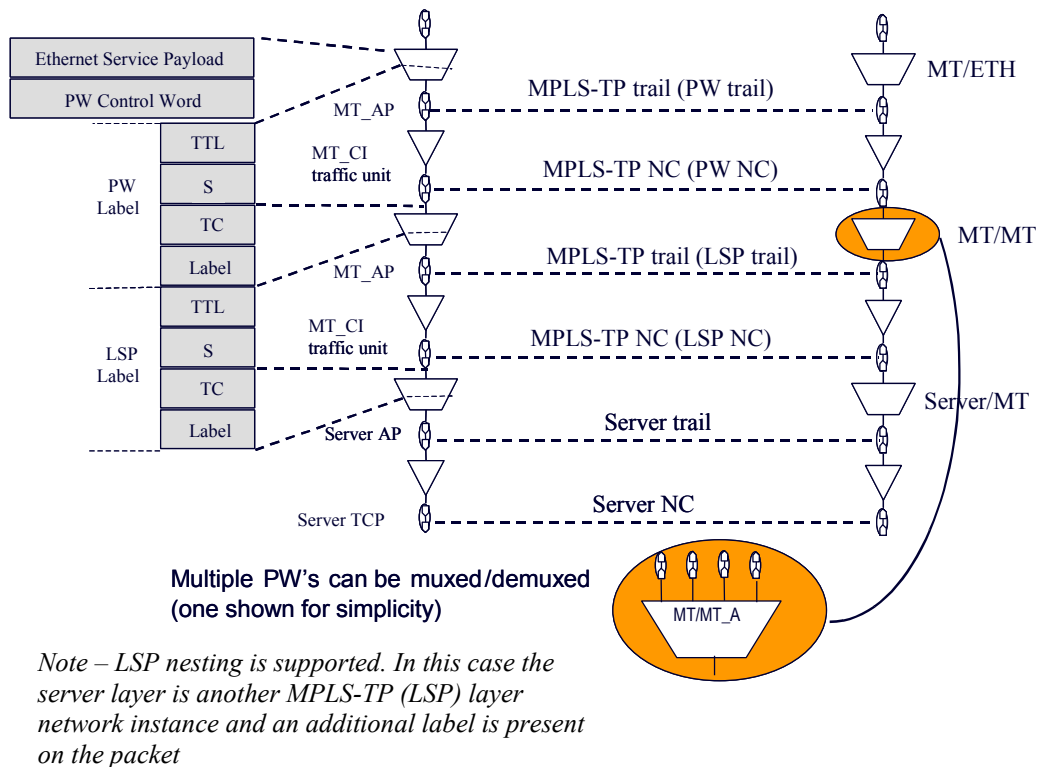 Ethernet Service Payload
PW Control Word
TTL
S
TC
Label
PW
Label
TTL
S
TC
Label
LSP
Label
MT_AP
MT_CI
traffic unit
MT_AP
MT_CI
traffic unit
Server AP
Server TCP
MPLS-TP trail (PW trail)
MPLS-TP NC (PW NC)
MPLS-TP trail (LSP trail)
MPLS-TP NC (LSP NC)
Server trail
Server NC
MT/ETH
MT/MT
Server/MT
MT/MT_A
Multiple PW's can be muxed/demuxed
(one shown for simplicity)
Note – LSP nesting is supported. In this case the
server layer is another MPLS-TP (LSP) layer
network instance and an additional label is present
on the packet